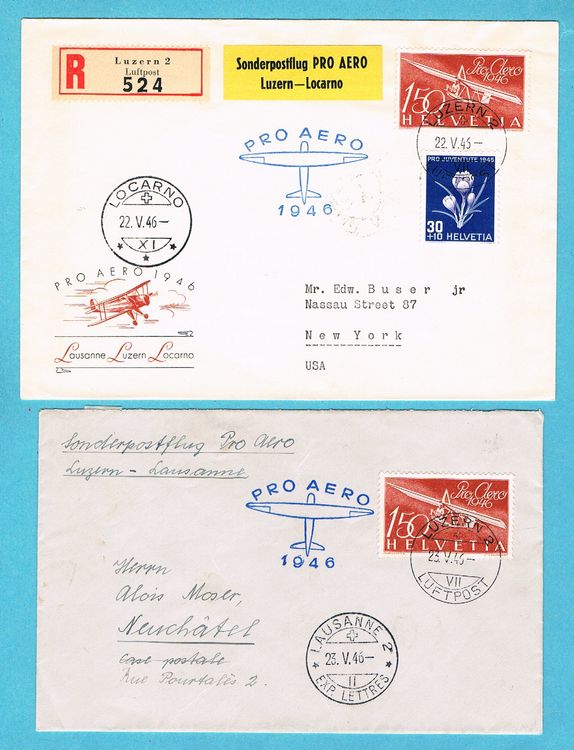 R
Luzern 2
Luftpost
524
Sonderpostflug PRO AERO
Luzern—Locarno
Pro Aero
1946
150
HELVETIA
LUZERN 2
22. V. 46–
PRO AERO
1946
PRO JUVENTUTE 1945
30
+10 HELVETIA
LOCARNO
22. V. 46–
XI
PRO AERO 1946
Lausanne Luzern Locarno
Mr. Edw. Buser jr
Nassau Street 87
New York
USA
Sonderpostflug Pro Aero
Luzern – Lausanne
PRO AERO
1946
Pro Aero
1946
150
HELVETIA
LUZERN 2
23. V. 46–
VII
LUFTPOST
Herrn
Alois Moser,
Neuchâtel
case postale
Rue Pourtalès 2.
LAUSANNE 2
23. V. 46–
11
EXP. LETTRES